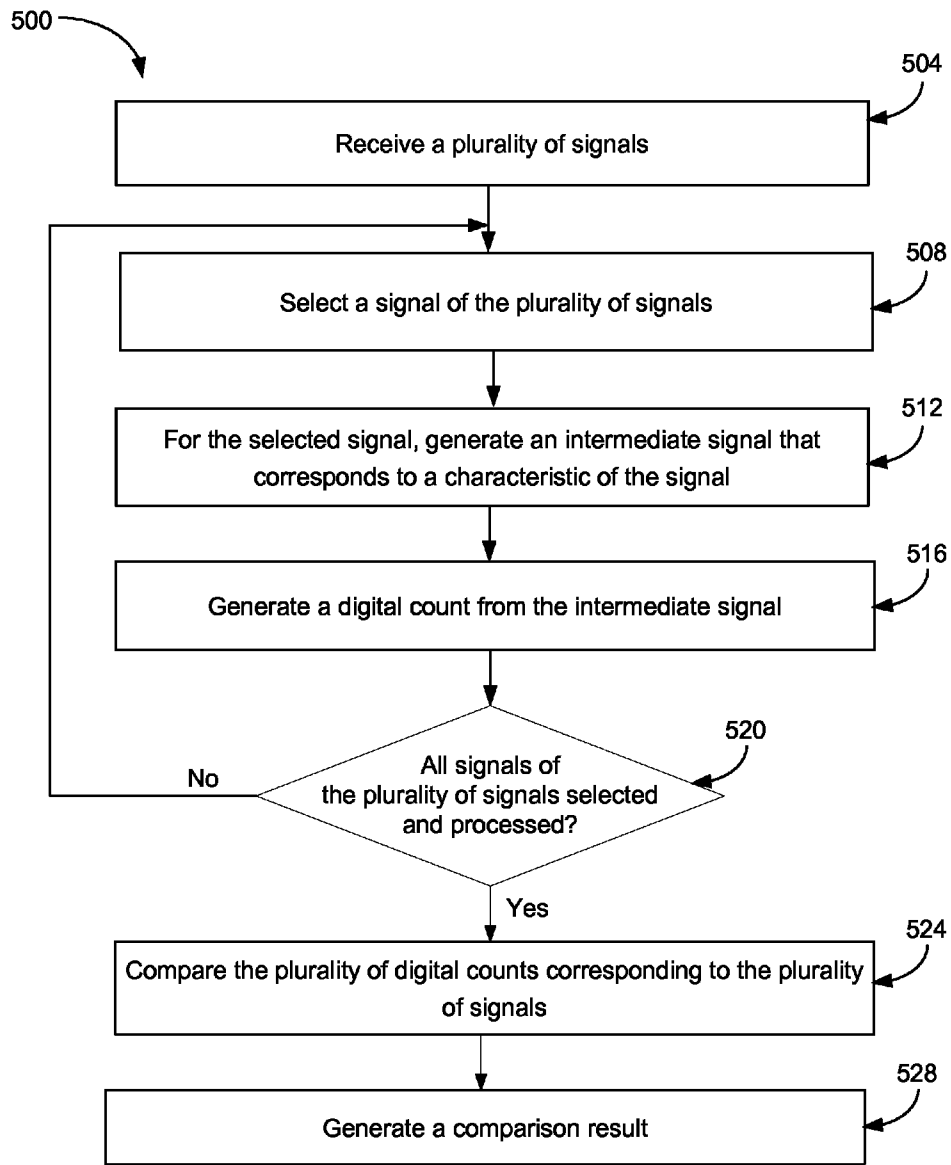 500
504
Receive a plurality of signals
508
Select a signal of the plurality of signals
512
For the selected signal, generate an intermediate signal that
corresponds to a characteristic of the signal
516
Generate a digital count from the intermediate signal
520
All signals of
the plurality of signals selected
and processed?
No
Yes
524
Compare the plurality of digital counts corresponding to the plurality
of signals
528
Generate a comparison result